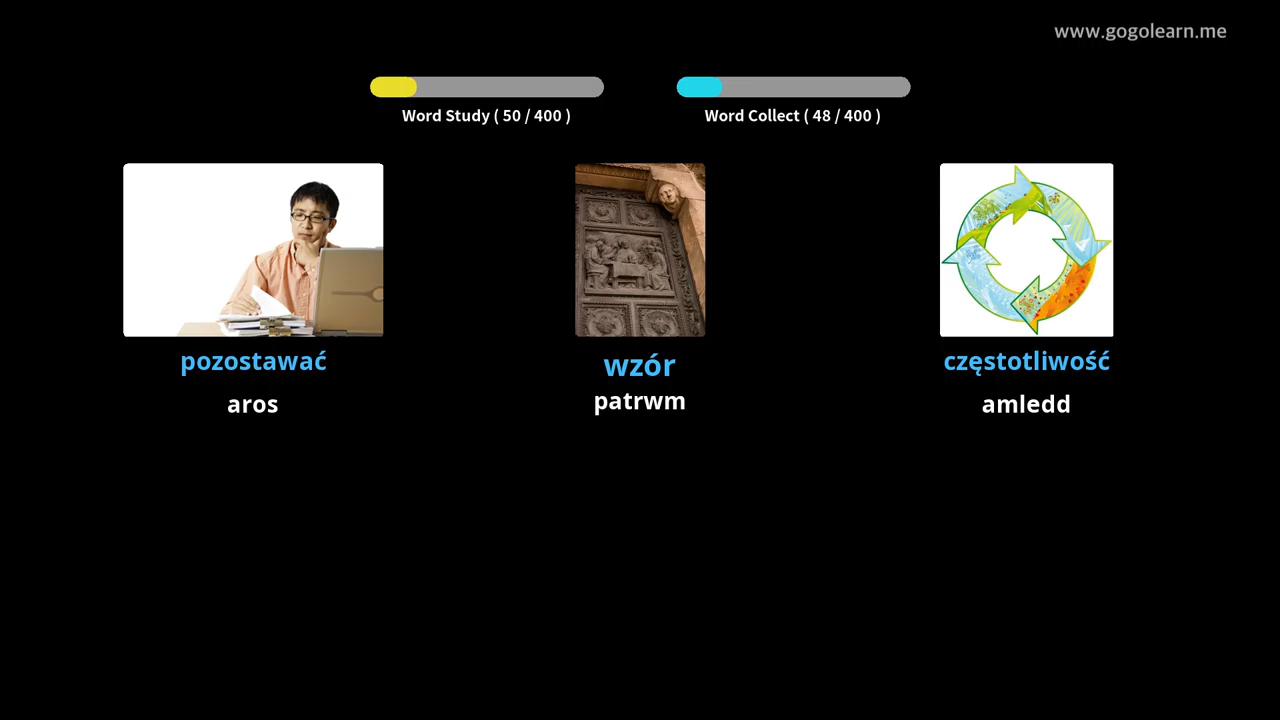 www.gogolearn.me
Word Study ( 50 / 400 )
Word Collect ( 48 / 400 )
pozostawać
wzór
częstotliwość
aros
patrwm
amledd